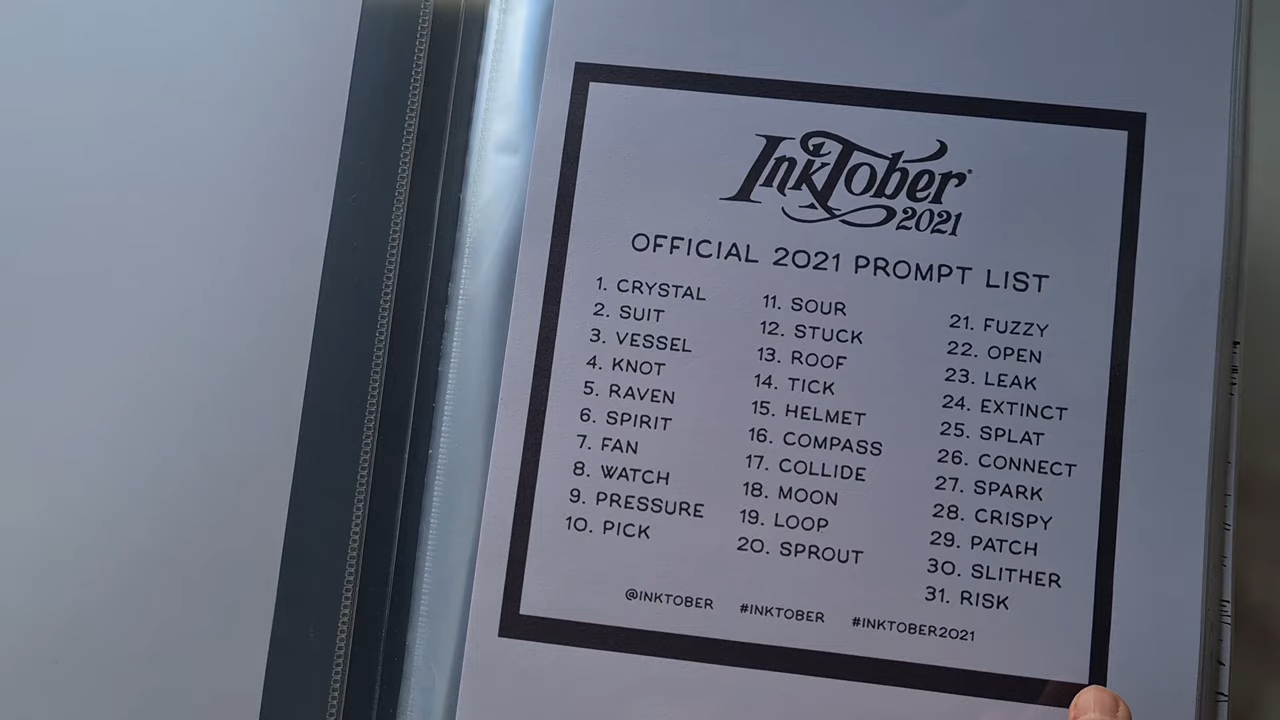 InkTober
2021
OFFICIAL 2021 PROMPT LIST
1. CRYSTAL
2. SUIT
3. VESSEL
4. KNOT
5. RAVEN
6. SPIRIT
7. FAN
8. WATCH
9. PRESSURE
10. PICK
11. SOUR
12. STUCK
13. ROOF
14. TICK
15. HELMET
16. COMPASS
17. COLLIDE
18. MOON
19. LOOP
20. SPROUT
21. FUZZY
22. OPEN
23. LEAK
24. EXTINCT
25. SPLAT
26. CONNECT
27. SPARK
28. CRISPY
29. PATCH
30. SLITHER
31. RISK
@INKTOBER #INKTOBER #INKTOBER2021